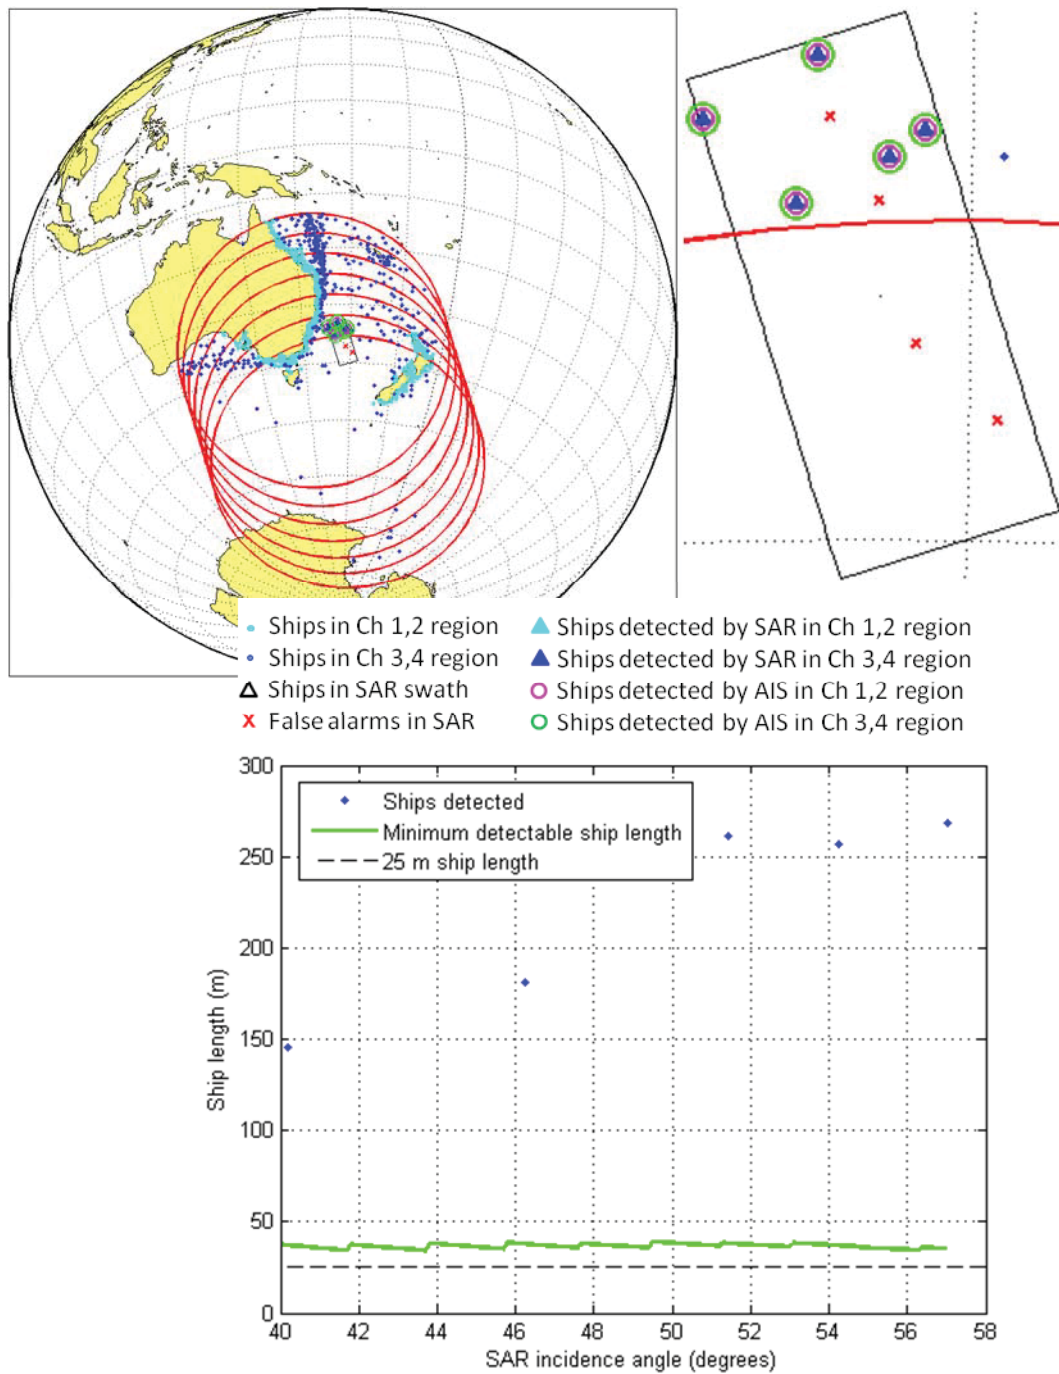 Ships in Ch 1,2 region
Ships in Ch 3,4 region
Ships in SAR swath
False alarms in SAR
Ships detected by SAR in Ch 1,2 region
Ships detected by SAR in Ch 3,4 region
Ships detected by AIS in Ch 1,2 region
Ships detected by AIS in Ch 3,4 region
300
250
200
150
100
50
0
Ship length (m)
Ships detected
Minimum detectable ship length
25 m ship length
40 42 44 46 48 50 52 54 56 58
SAR incidence angle (degrees)